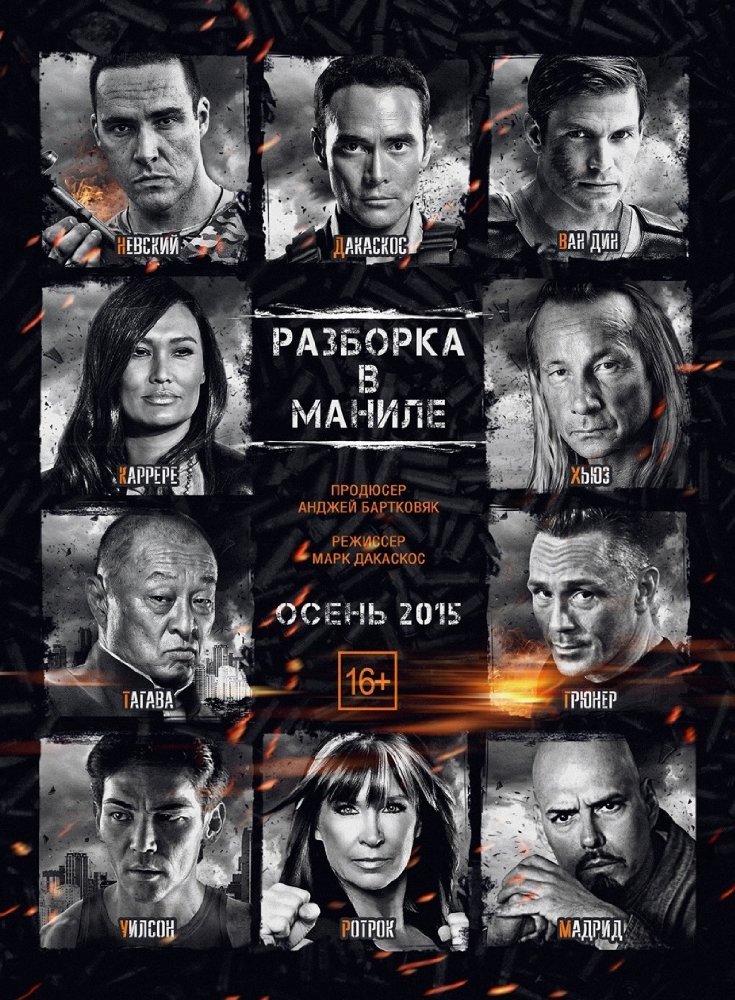 НЕВСКИЙ
ДАКАСКОС
ВАН ДИН
РАЗБОРКА
В
МАНИЛЕ
КАРРЕРЕ
ХЬЮЗ
ПРОДЮСЕР
АНДЖЕЙ БАРТКОВЯК
РЕЖИССЕР
МАРК ДАКАСКОС
ОСЕНЬ 2015
16+
ТАГАВА
ГРЮНЕР
УИЛСОН
РОТРОК
МАДРИД